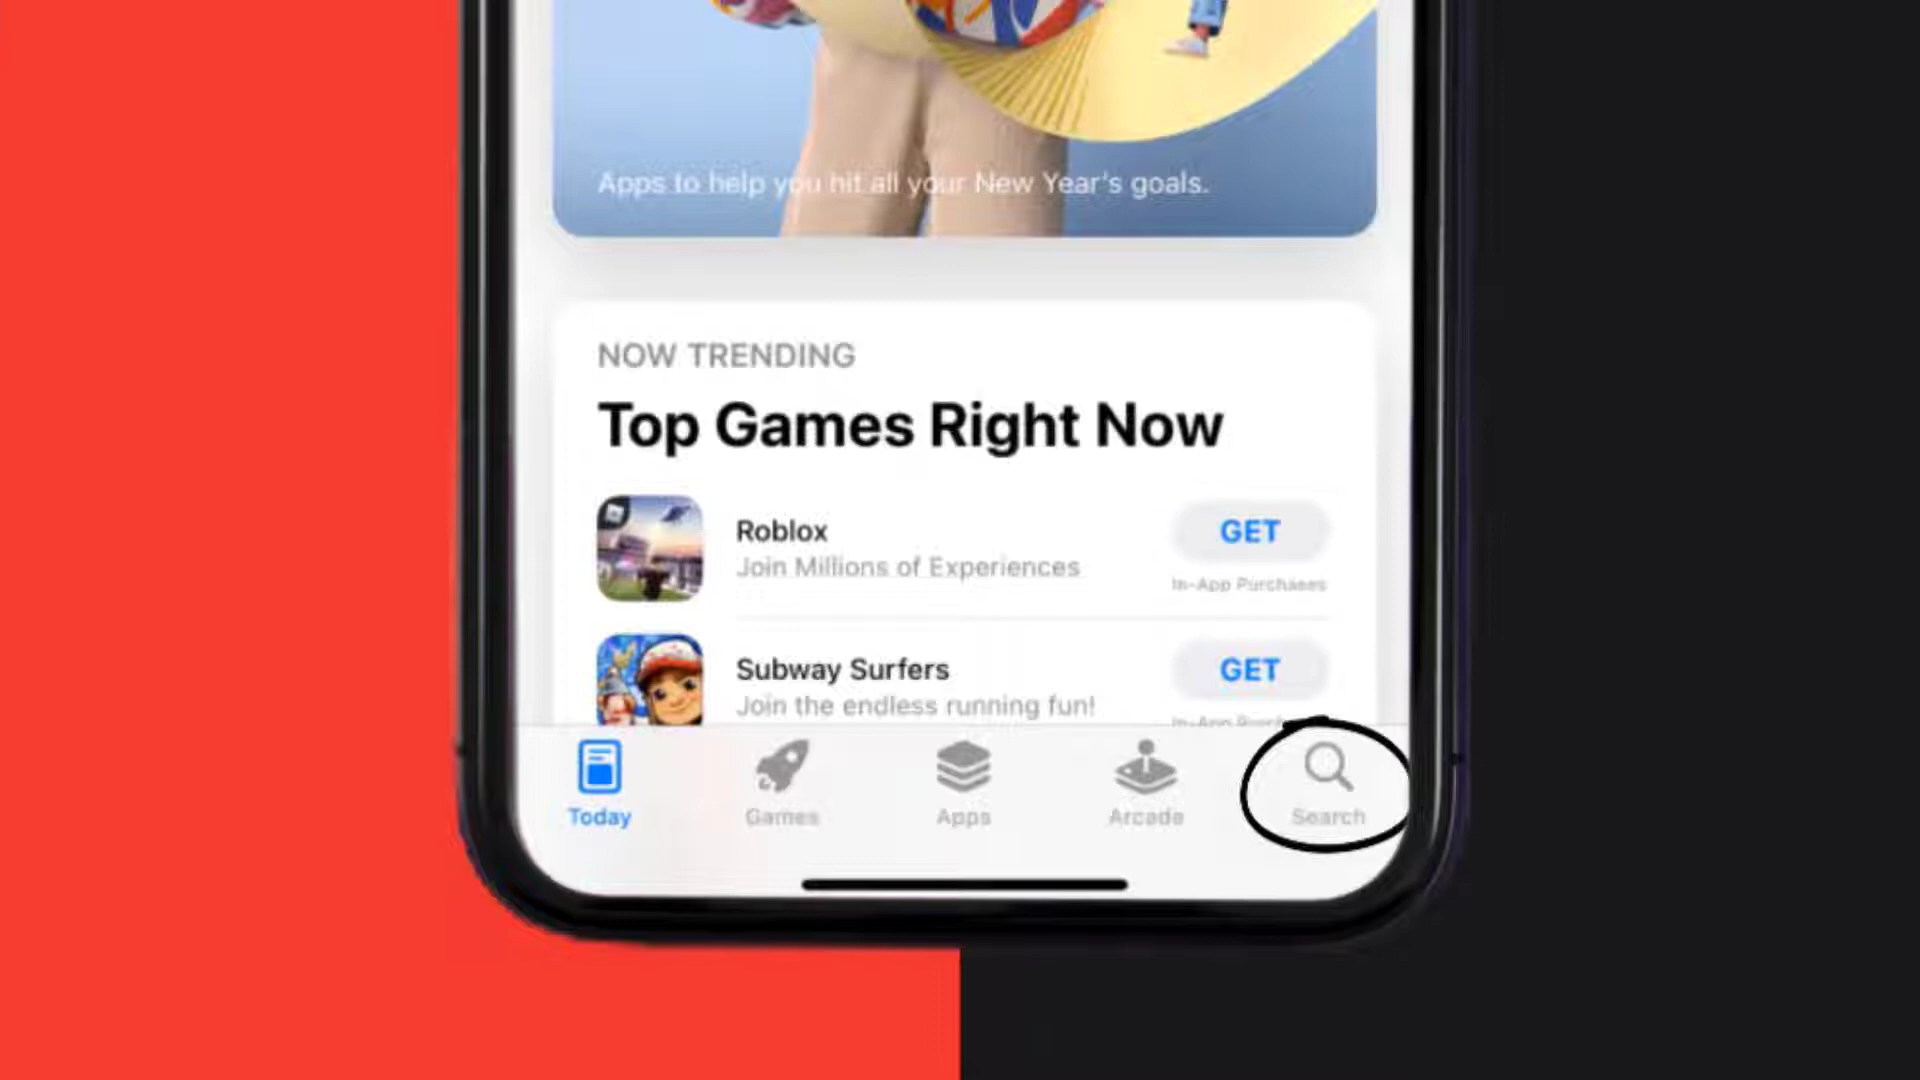 Apps to help you hit all your New Year's goals.
NOW TRENDING
Top Games Right Now
Roblox
Join Millions of Experiences
GET
In-App Purchases
Subway Surfers
Join the endless running fun!
GET
Today
Games
Apps
Arcade
Search